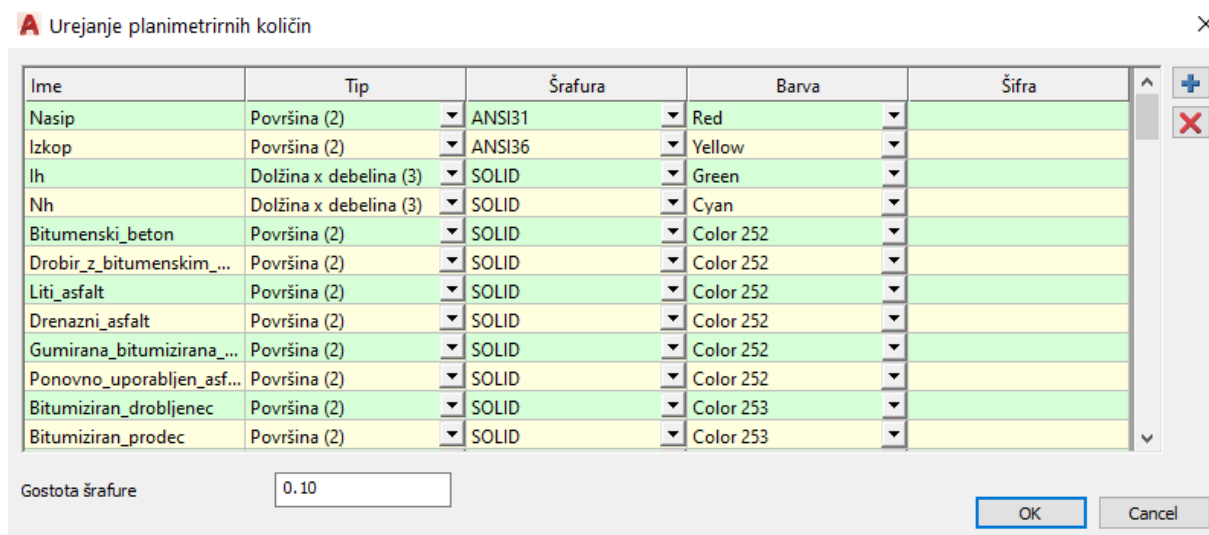 Urejanje planimetrirnih količin
Ime Tip Šrafura Barva Šifra
Nasip Površina (2) ANSI31 Red
Izkop Površina (2) ANSI36 Yellow
Ih Dolžina x debelina (3) SOLID Green
Nh Dolžina x debelina (3) SOLID Cyan
Bitumenski_beton Površina (2) SOLID Color 252
Drobir_z_bitumenskim_... Površina (2) SOLID Color 252
Liti_asfalt Površina (2) SOLID Color 252
Drenazni_asfalt Površina (2) SOLID Color 252
Gumirana_bitumizirana_... Površina (2) SOLID Color 252
Ponovno_uporabljen_asf... Površina (2) SOLID Color 252
Bitumiziran_drobljenec Površina (2) SOLID Color 253
Bitumiziran_prodec Površina (2) SOLID Color 253
Gostota šrafure 0.10
OK Cancel